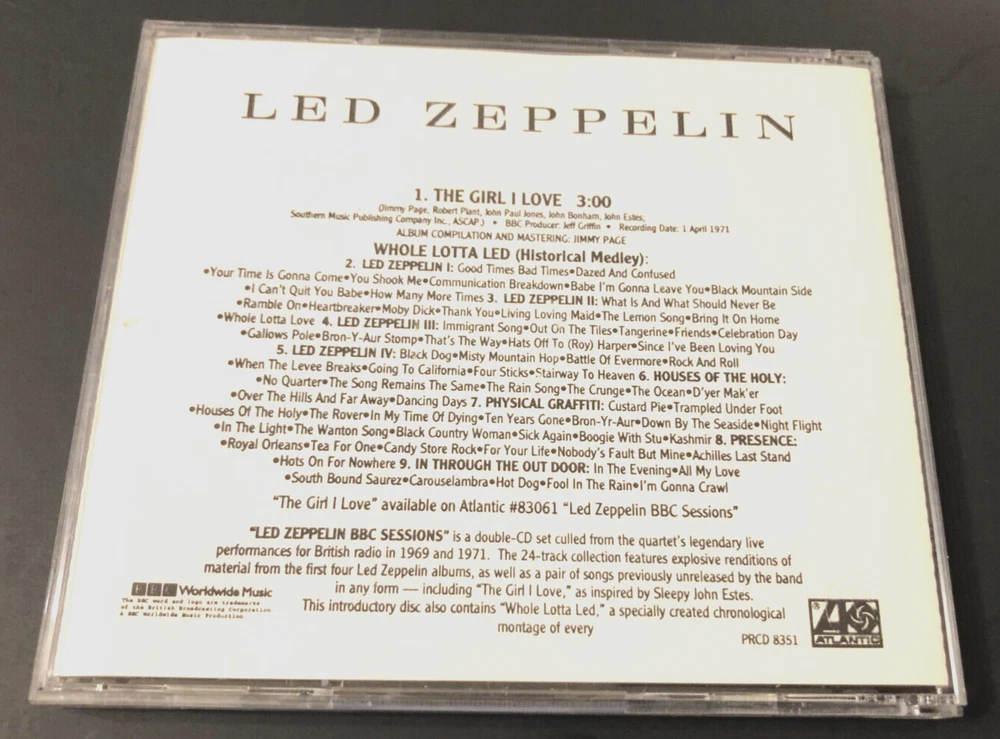 LED ZEPPELIN
1. THE GIRL I LOVE 3:00
(Jimmy Page, Robert Plant, John Paul Jones, John Bonham, John Estes;
Southern Music Publishing Company Inc., ASCAP.) • BBC Producer: Jeff Griffin • Recording Date: 1 April 1971
ALBUM COMPILATION AND MASTERING: JIMMY PAGE
WHOLE LOTTA LED (Historical Medley):
2. LED ZEPPELIN I: Good Times Bad Times•Dazed And Confused
•Your Time Is Gonna Come•You Shook Me•Communication Breakdown•Babe I'm Gonna Leave You•Black Mountain Side
•I Can't Quit You Babe•How Many More Times 3. LED ZEPPELIN II: What Is And What Should Never Be
•Ramble On•Heartbreaker•Moby Dick•Thank You•Living Loving Maid•The Lemon Song•Bring It On Home
•Whole Lotta Love 4. LED ZEPPELIN III: Immigrant Song•Out On The Tiles•Tangerine•Friends•Celebration Day
•Gallows Pole•Bron-Y-Aur Stomp•That's The Way•Hats Off To (Roy) Harper•Since I've Been Loving You
5. LED ZEPPELIN IV: Black Dog•Misty Mountain Hop•Battle Of Evermore•Rock And Roll
•When The Levee Breaks•Going To California•Four Sticks•Stairway To Heaven 6. HOUSES OF THE HOLY:
•No Quarter•The Song Remains The Same•The Rain Song•The Crunge•The Ocean•D'yer Mak'er
•Over The Hills And Far Away•Dancing Days 7. PHYSICAL GRAFFITI: Custard Pie•Trampled Under Foot
•Houses Of The Holy•The Rover•In My Time Of Dying•Ten Years Gone•Bron-Yr-Aur•Down By The Seaside•Night Flight
•In The Light•The Wanton Song•Black Country Woman•Sick Again•Boogie With Stu•Kashmir 8. PRESENCE:
•Royal Orleans•Tea For One•Candy Store Rock•For Your Life•Nobody's Fault But Mine•Achilles Last Stand
•Hots On For Nowhere 9. IN THROUGH THE OUT DOOR: In The Evening•All My Love
•South Bound Saurez•Carouselambra•Hot Dog•Fool In The Rain•I'm Gonna Crawl
"The Girl I Love" available on Atlantic #83061 "Led Zeppelin BBC Sessions"
"LED ZEPPELIN BBC SESSIONS" is a double-CD set culled from the quartet's legendary live
performances for British radio in 1969 and 1971. The 24-track collection features explosive renditions of
material from the first four Led Zeppelin albums, as well as a pair of songs previously unreleased by the band
in any form — including "The Girl I Love," as inspired by Sleepy John Estes.
This introductory disc also contains "Whole Lotta Led," a specially created chronological
montage of every
BBC Worldwide Music
The BBC word and logo are trademarks
of the British Broadcasting Corporation
A BBC Worldwide Music Production
PRCD 8351
®
ATLANTIC